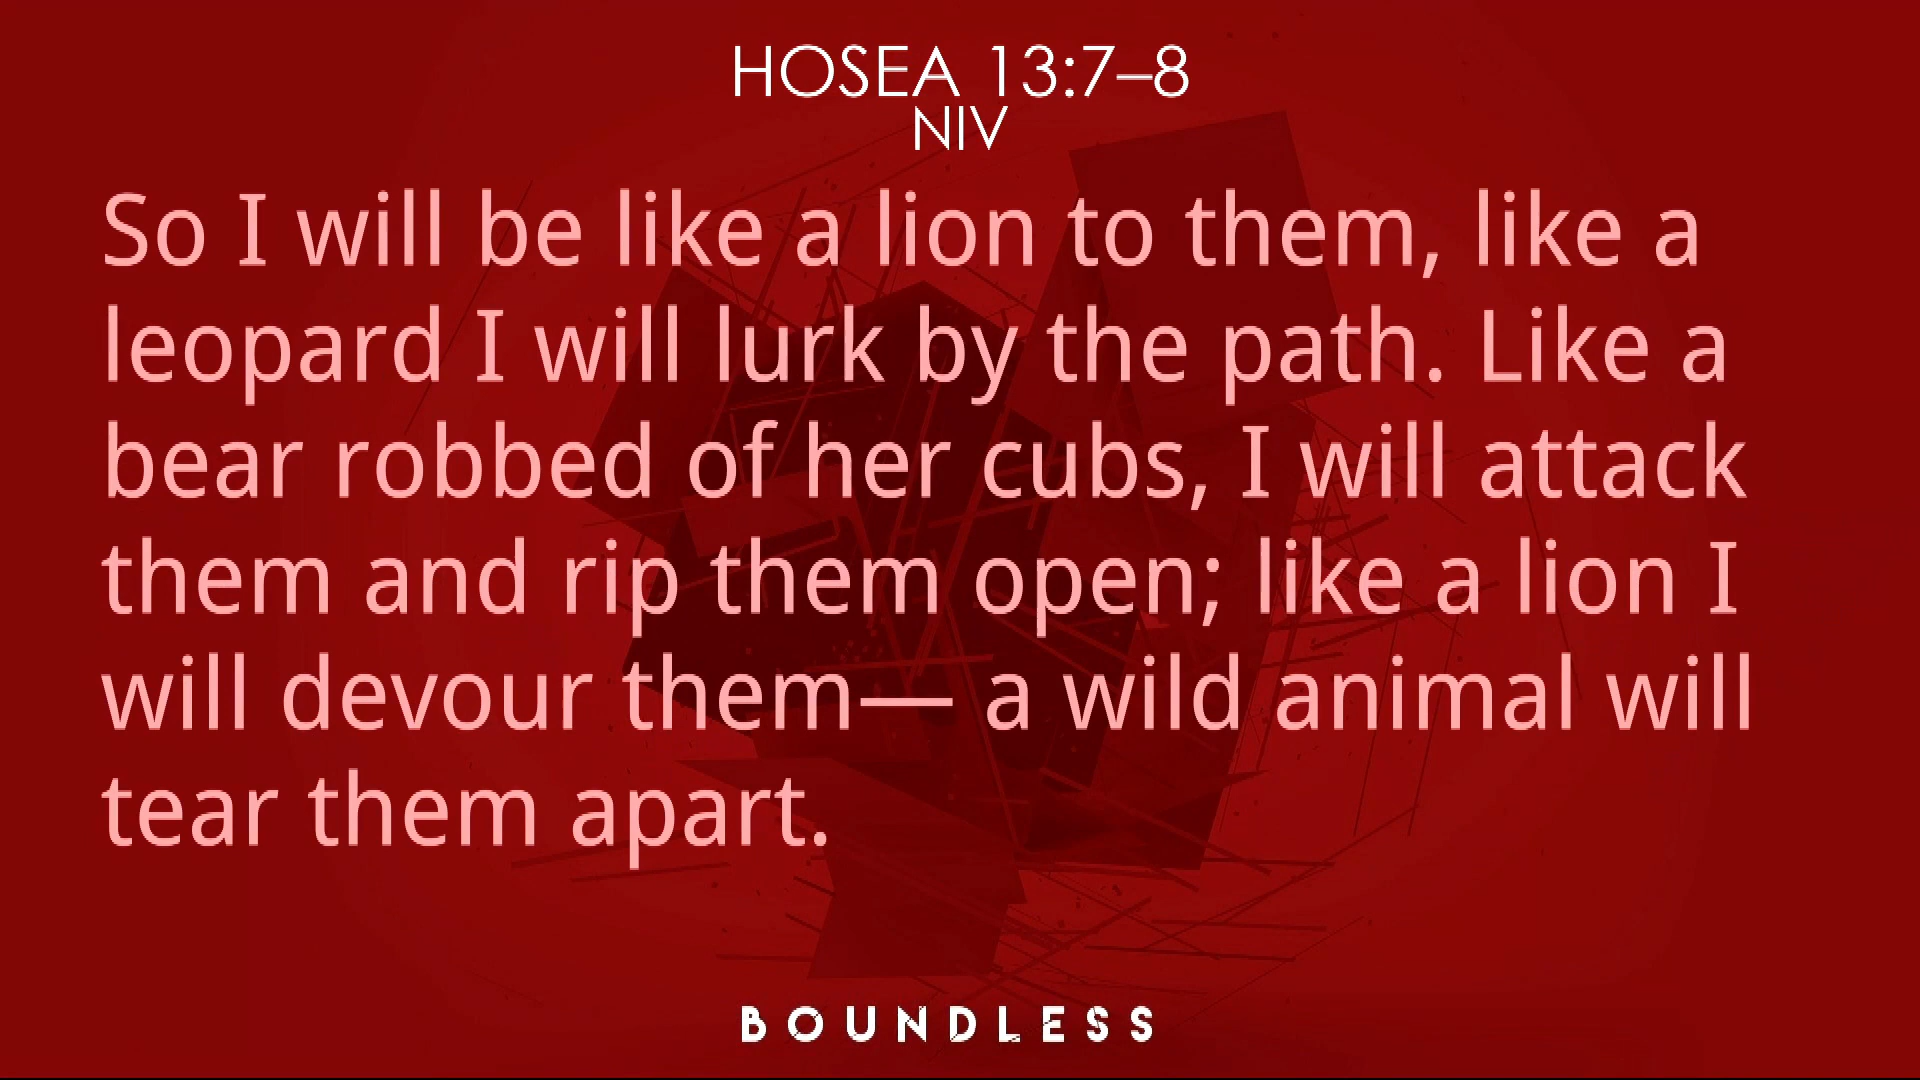 HOSEA 13:7–8
NIV
So I will be like a lion to them, like a
leopard I will lurk by the path. Like a
bear robbed of her cubs, I will attack
them and rip them open; like a lion I
will devour them— a wild animal will
tear them apart.
BOUNDLESS